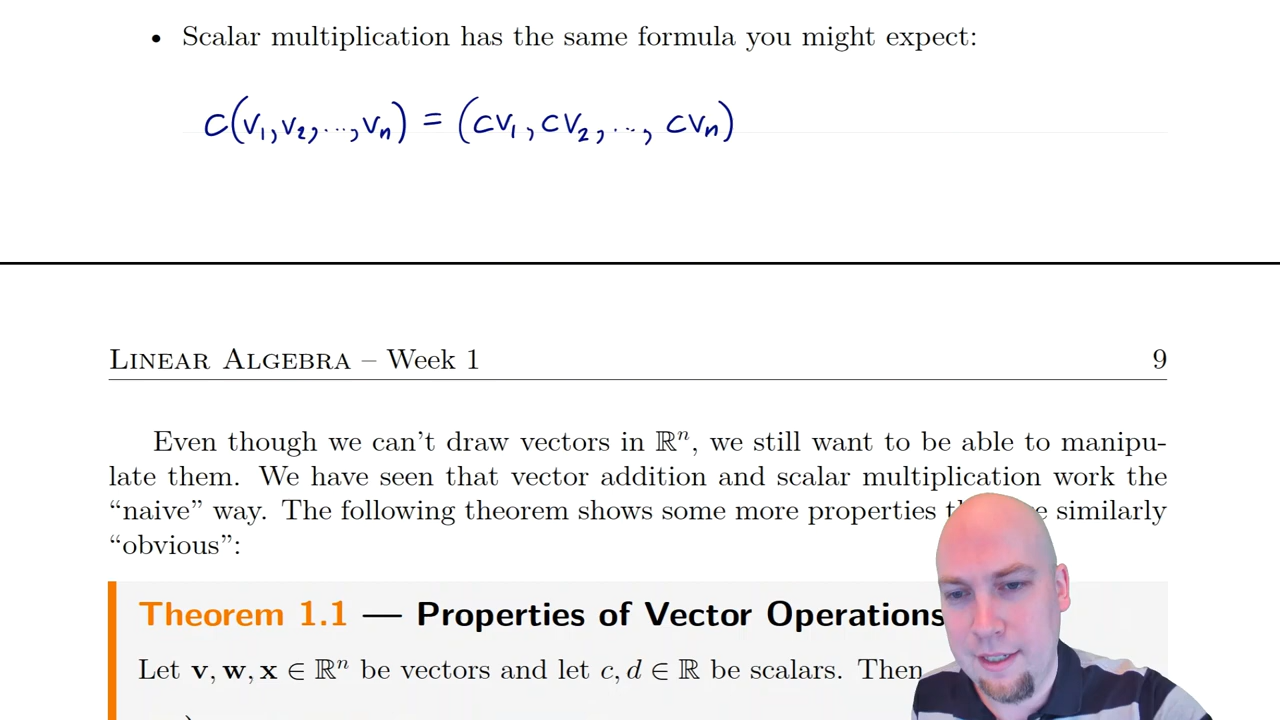 • Scalar multiplication has the same formula you might expect:
c(v₁,v₂,...,vₙ) = (cv₁,cv₂,...,cvₙ)
Linear Algebra – Week 1 9
Even though we can't draw vectors in ℝⁿ, we still want to be able to manipu-
late them. We have seen that vector addition and scalar multiplication work the
“naive” way. The following theorem shows some more properties similarly
“obvious”:
Theorem 1.1 — Properties of Vector Operations
Let v, w, x ∈ ℝⁿ be vectors and let c, d ∈ ℝ be scalars. Then